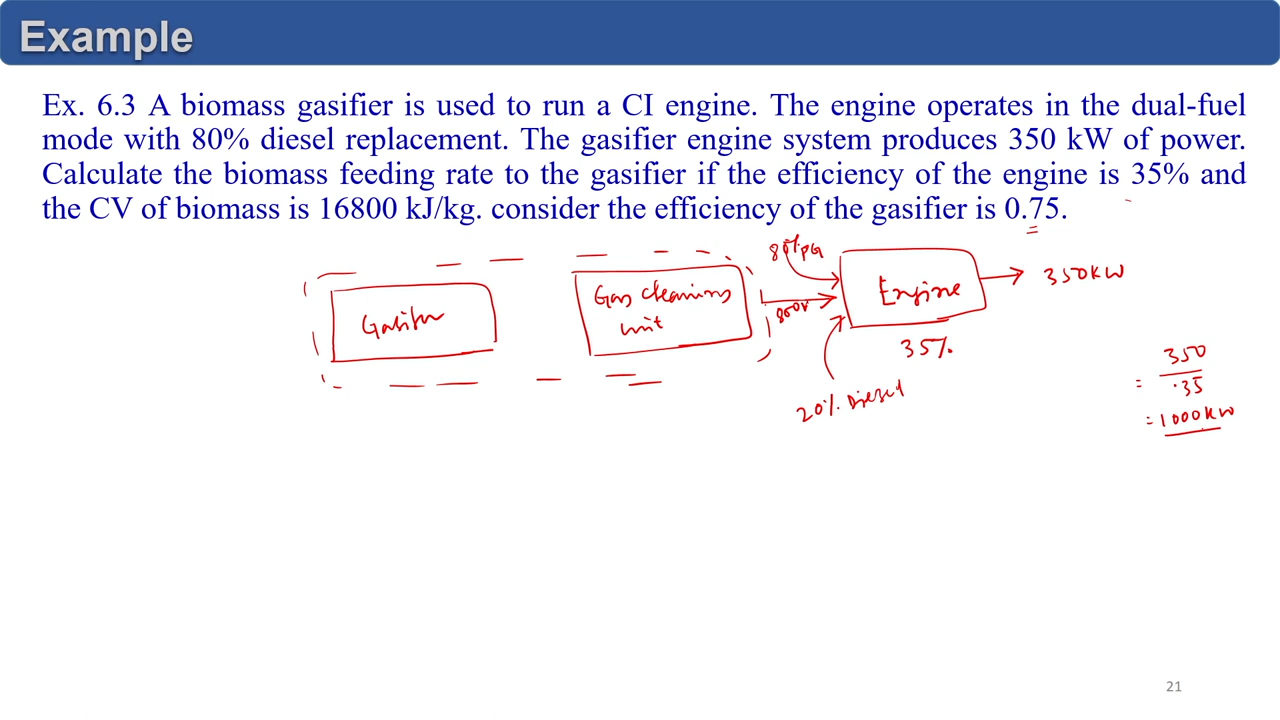 Example
Ex. 6.3 A biomass gasifier is used to run a CI engine. The engine operates in the dual-fuel
mode with 80% diesel replacement. The gasifier engine system produces 350 kW of power.
Calculate the biomass feeding rate to the gasifier if the efficiency of the engine is 35% and
the CV of biomass is 16800 kJ/kg. consider the efficiency of the gasifier is 0.75.
80% PG
Gas cleaning
unit
Engine
350 kW
35%
20% Diesel
350
= .35
= 1000 kW
21